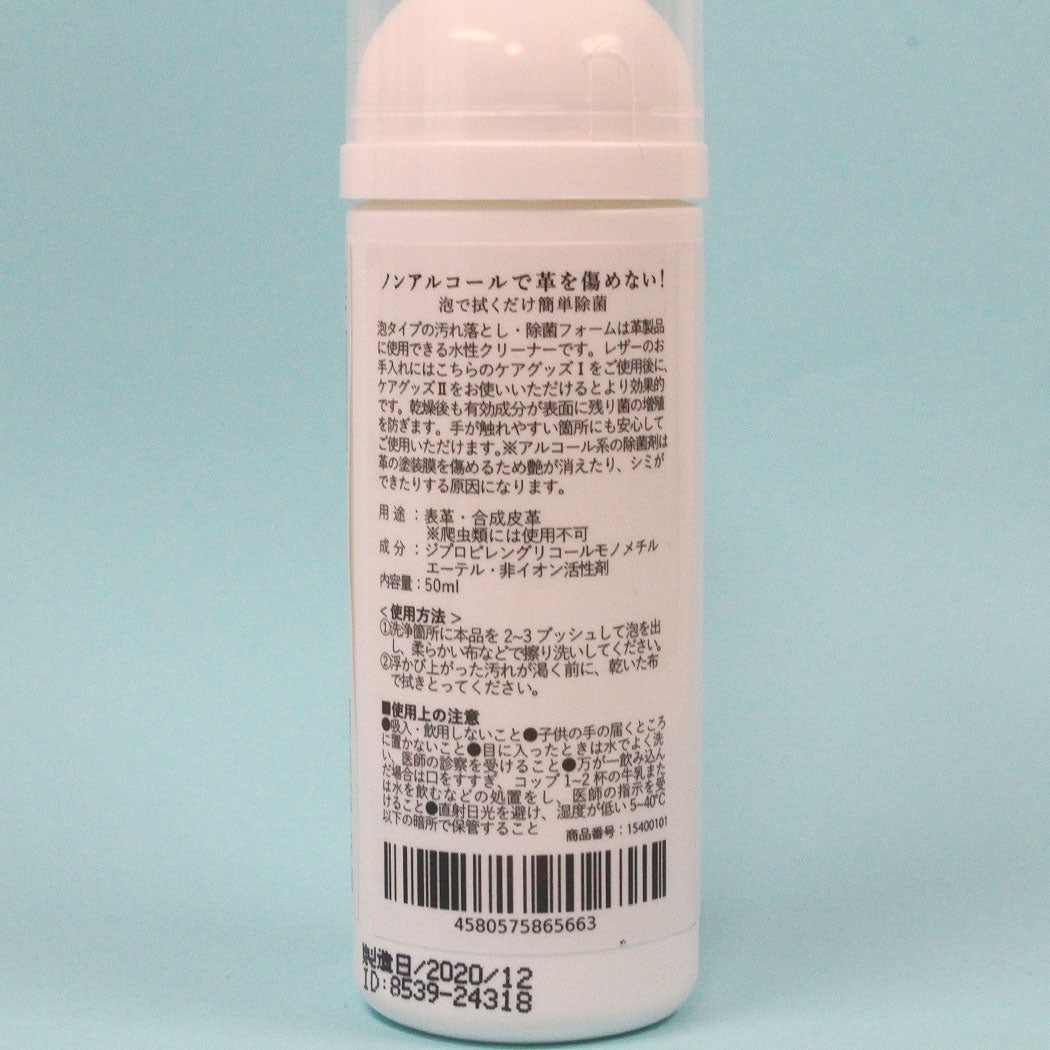 ノンアルコールで革を傷めない!
泡で拭くだけ簡単除菌
泡タイプの汚れ落とし・除菌フォームは革製品
に使用できる水性クリーナーです。レザーのお
手入れにはこちらのケアグッズⅠをご使用後に、
ケアグッズⅡをお使いいただけるとより効果的
です。乾燥後も有効成分が表面に残り菌の増殖
を防ぎます。手が触れやすい箇所にも安心して
ご使用いただけます。※アルコール系の除菌剤は
革の塗装膜を傷めるため艶が消えたり、シミが
できたりする原因になります。
用途:表革・合成皮革
※爬虫類には使用不可
成分:ジプロピレングリコールモノメチル
エーテル・非イオン活性剤
内容量:50ml
<使用方法>
①洗浄箇所に本品を2~3プッシュして泡を出
し、柔らかい布などで擦り洗いしてください。
②浮かび上がった汚れが渇く前に、乾いた布
で拭きとってください。
■使用上の注意
●吸入・飲用しないこと●子供の手の届くところ
に置かないこと●目に入ったときは水でよく洗
い、医師の診察を受けること●万が一飲み込ん
だ場合は口をすすぎ、コップ1~2杯の牛乳また
は水を飲むなどの処置をし、医師の指示を受
けること●直射日光を避け、湿度が低い5~40℃
以下の暗所で保管すること
商品番号:15400101
4580575865663
製造日/2020/12
ID:8539-24318